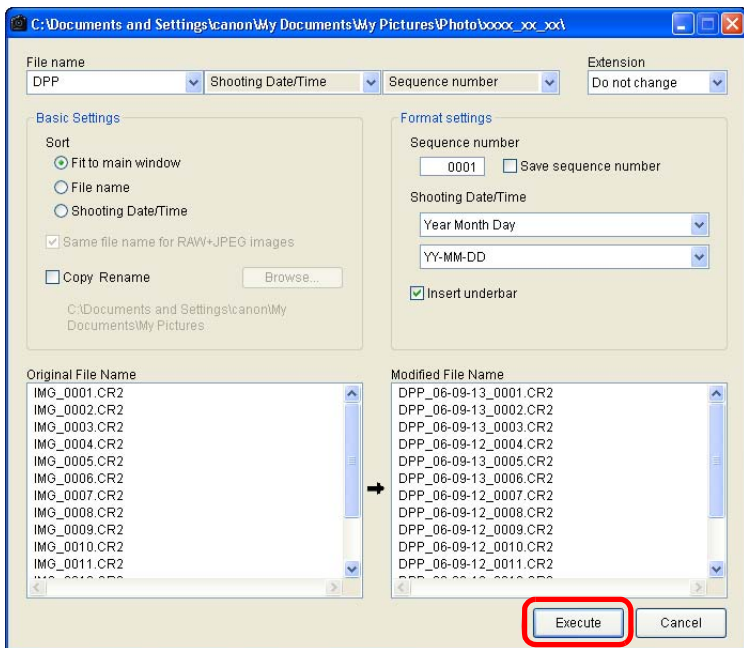 C:\Documents and Settings\canon\My Documents\My Pictures\Photo\xxxx_xx_xx\
File name
Extension
DPP
Shooting Date/Time
Sequence number
Do not change
Basic Settings
Sort
Fit to main window
File name
Shooting Date/Time
Same file name for RAW+JPEG images
Copy Rename
Browse...
C:\Documents and Settings\canon\My
Documents\My Pictures
Format settings
Sequence number
0001
Save sequence number
Shooting Date/Time
Year Month Day
YY-MM-DD
Insert underbar
Original File Name
IMG_0001.CR2
IMG_0002.CR2
IMG_0003.CR2
IMG_0004.CR2
IMG_0005.CR2
IMG_0006.CR2
IMG_0007.CR2
IMG_0008.CR2
IMG_0009.CR2
IMG_0010.CR2
IMG_0011.CR2
Modified File Name
DPP_06-09-13_0001.CR2
DPP_06-09-13_0002.CR2
DPP_06-09-13_0003.CR2
DPP_06-09-12_0004.CR2
DPP_06-09-13_0005.CR2
DPP_06-09-13_0006.CR2
DPP_06-09-12_0007.CR2
DPP_06-09-12_0008.CR2
DPP_06-09-12_0009.CR2
DPP_06-09-12_0010.CR2
DPP_06-09-12_0011.CR2
Execute
Cancel